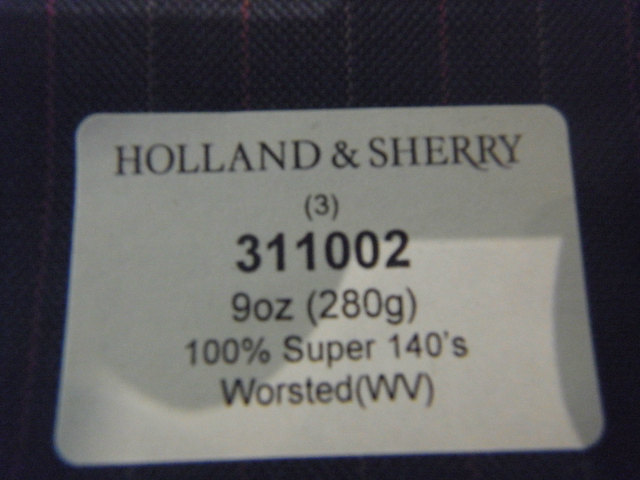 HOLLAND & SHERRY
(3)
311002
9oz (280g)
100% Super 140's
Worsted(WV)